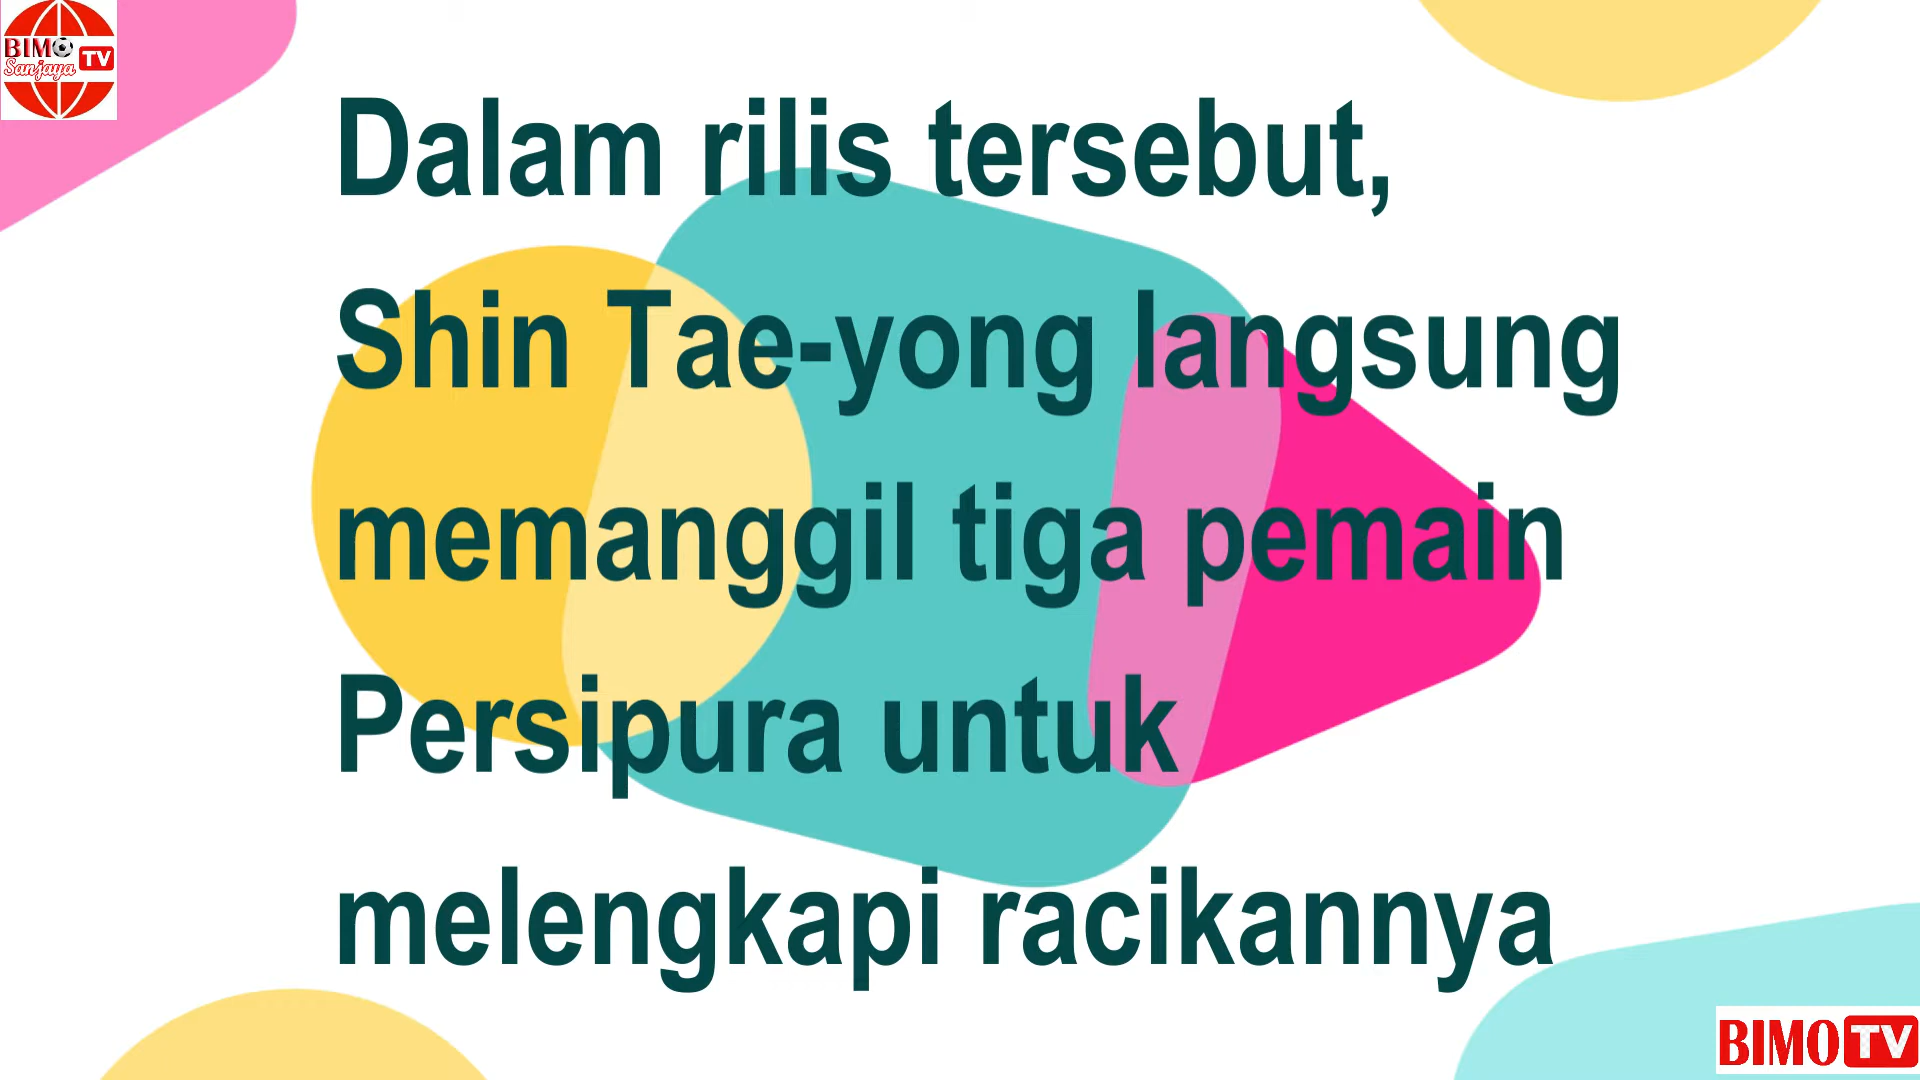 BIMO TV
Sanjaya
Dalam rilis tersebut,
Shin Tae-yong langsung
memanggil tiga pemain
Persipura untuk
melengkapi racikannya
BIMO TV